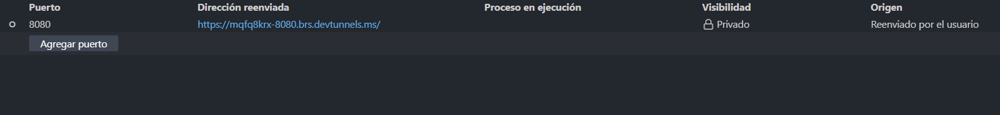 Puerto Dirección reenviada Proceso en ejecución Visibilidad Origen
8080 https://mqfq8krx-8080.brs.devtunnels.ms/ Privado Reenviado por el usuario
Agregar puerto